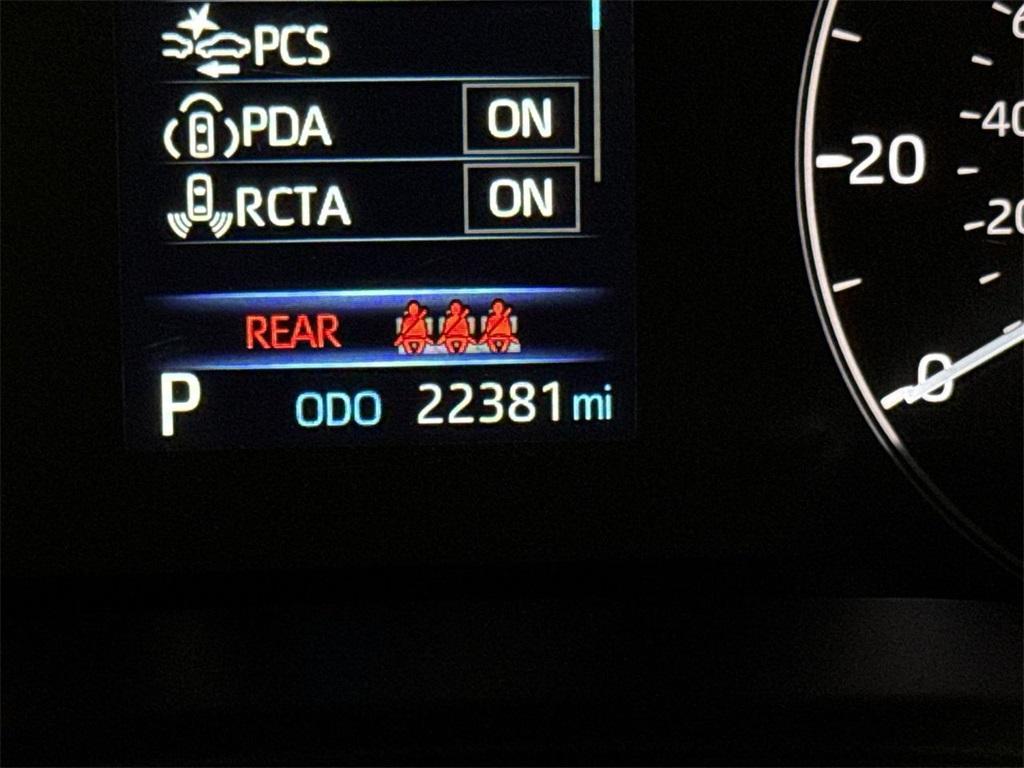 PCS
PDA ON
RCTA ON
REAR
P ODO 22381 mi
20
40
20
0